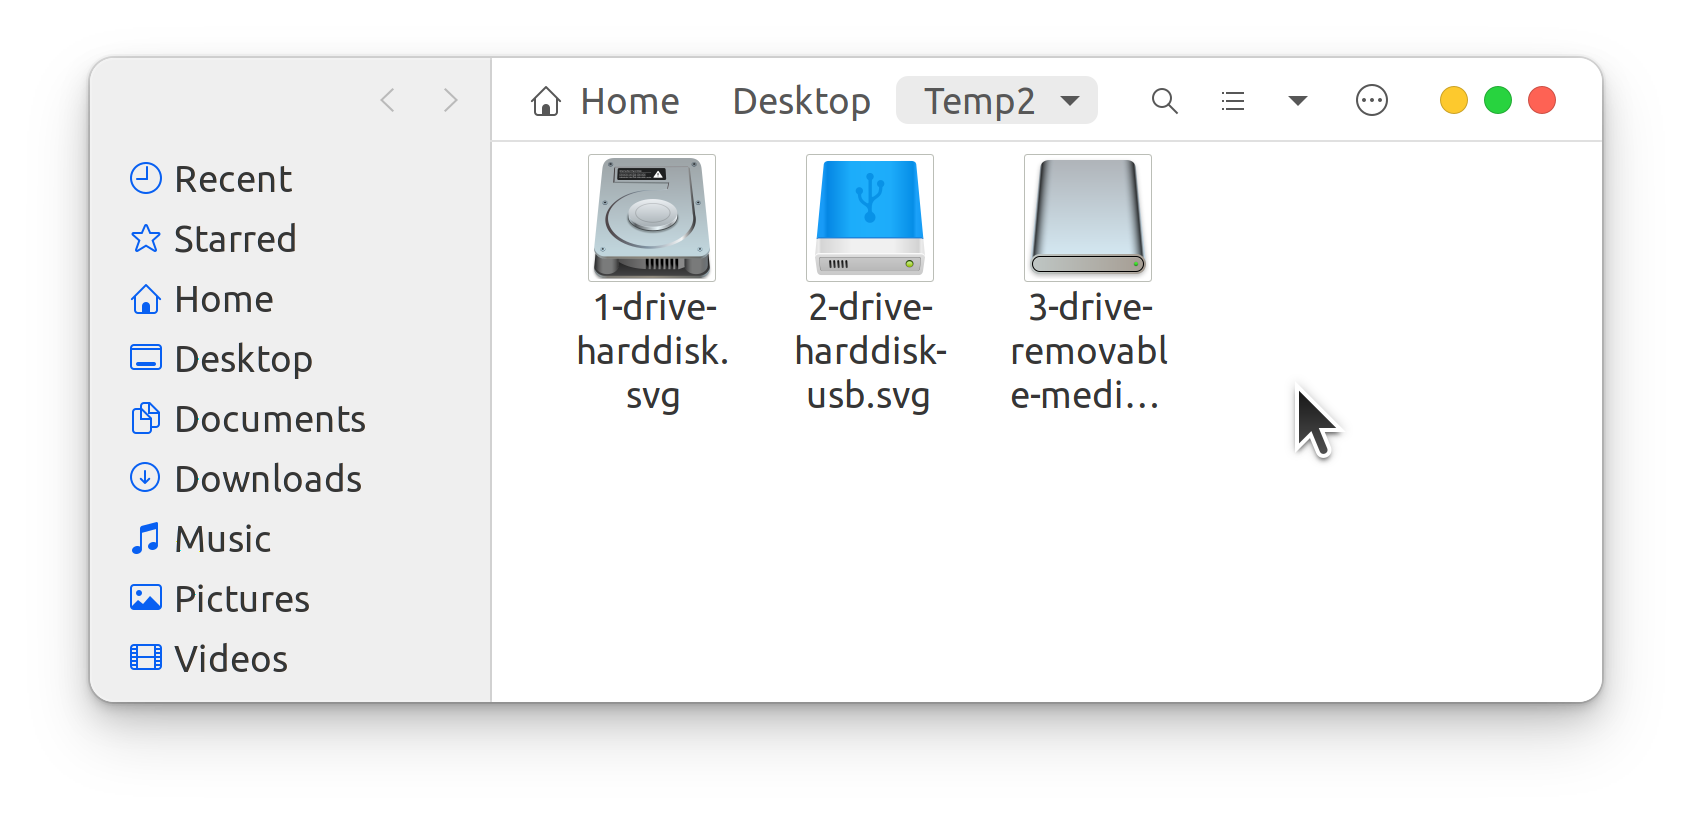 Home Desktop Temp2
Recent
Starred
Home
Desktop
Documents
Downloads
Music
Pictures
Videos
1-drive-
harddisk.
svg
2-drive-
harddisk-
usb.svg
3-drive-
removabl
e-medi…